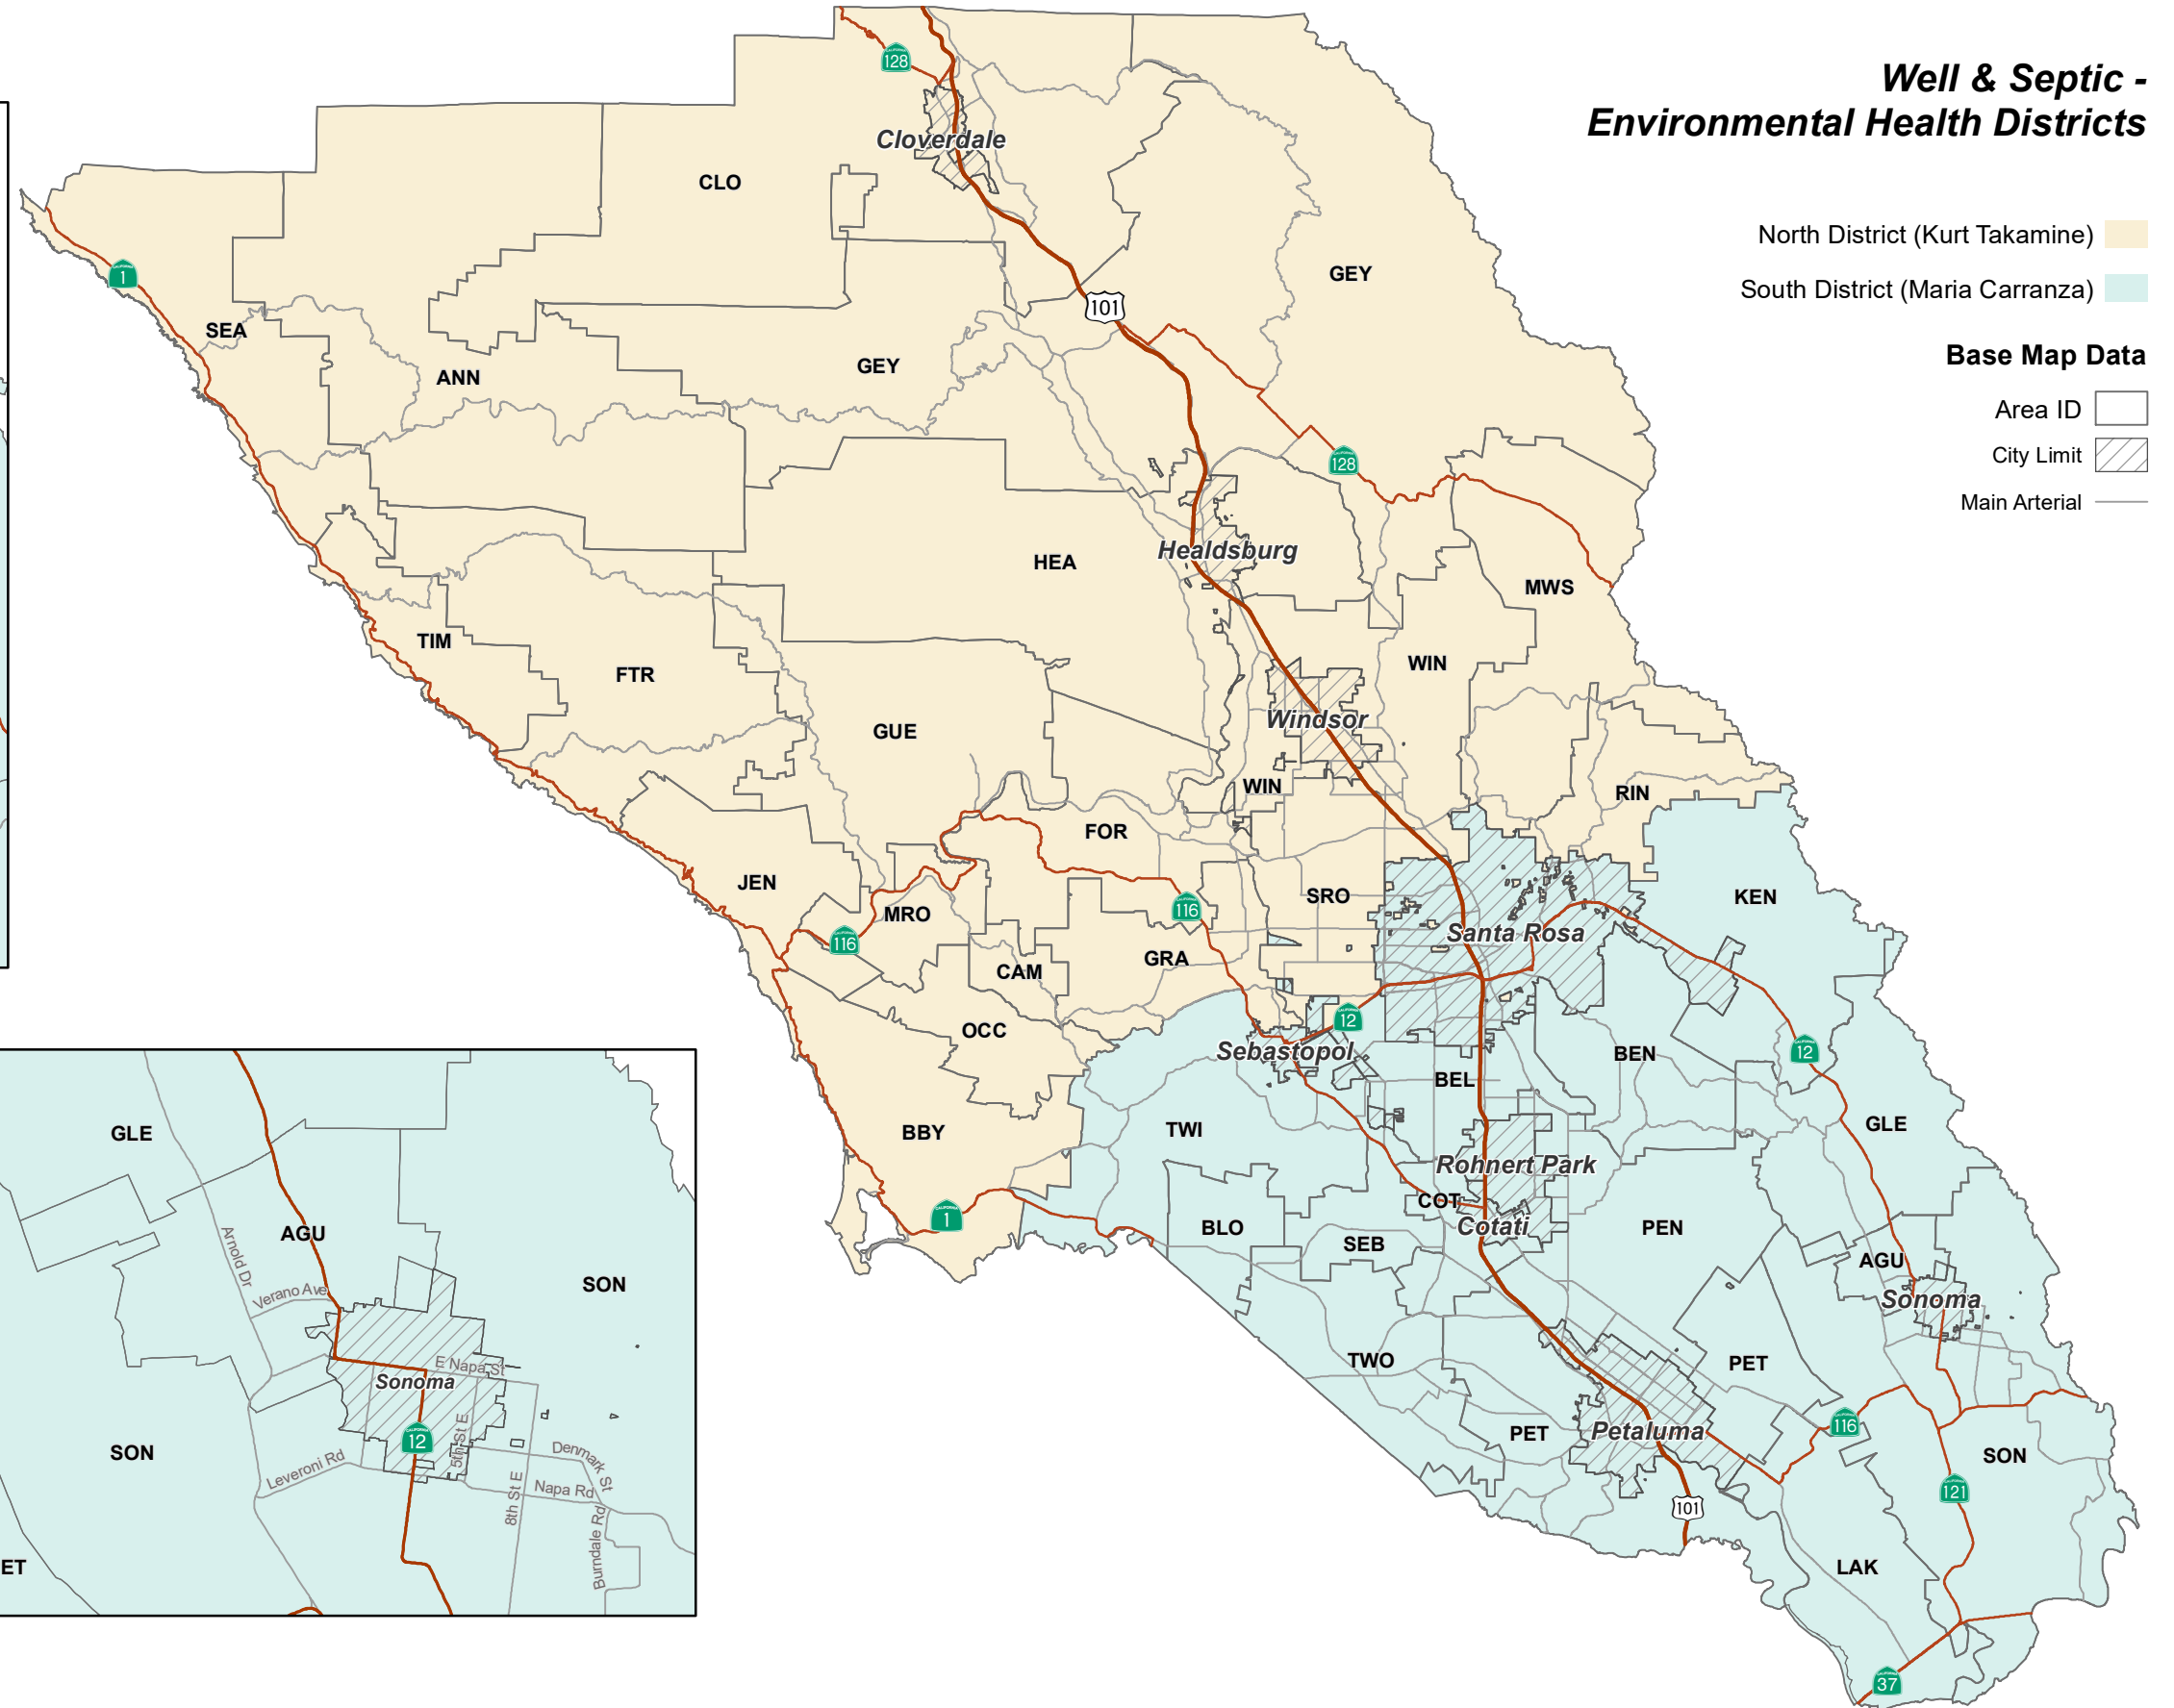 Well & Septic -
Environmental Health Districts
North District (Kurt Takamine)
South District (Maria Carranza)
Base Map Data
Area ID
City Limit
Main Arterial
128
Cloverdale
CLO
GEY
1
101
SEA
GEY
ANN
128
Healdsburg
HEA
MWS
TIM
WIN
FTR
Windsor
GUE
WIN
RIN
FOR
JEN
SRO
KEN
116
MRO
Santa Rosa
116
GRA
CAM
12
OCC
Sebastopol
12
BEN
BEL
GLE
TWI
BBY
Rohnert Park
COT
1
BLO
Cotati
PEN
SEB
AGU
Sonoma
TWO
PET
116
PET
Petaluma
SON
121
101
LAK
37
GLE
AGU
Arnold Dr
Verano Ave
SON
E Napa St
Sonoma
12
5th St E
SON
Leveroni Rd
Denmark St
Napa Rd
8th St E
Burndale Rd
ET